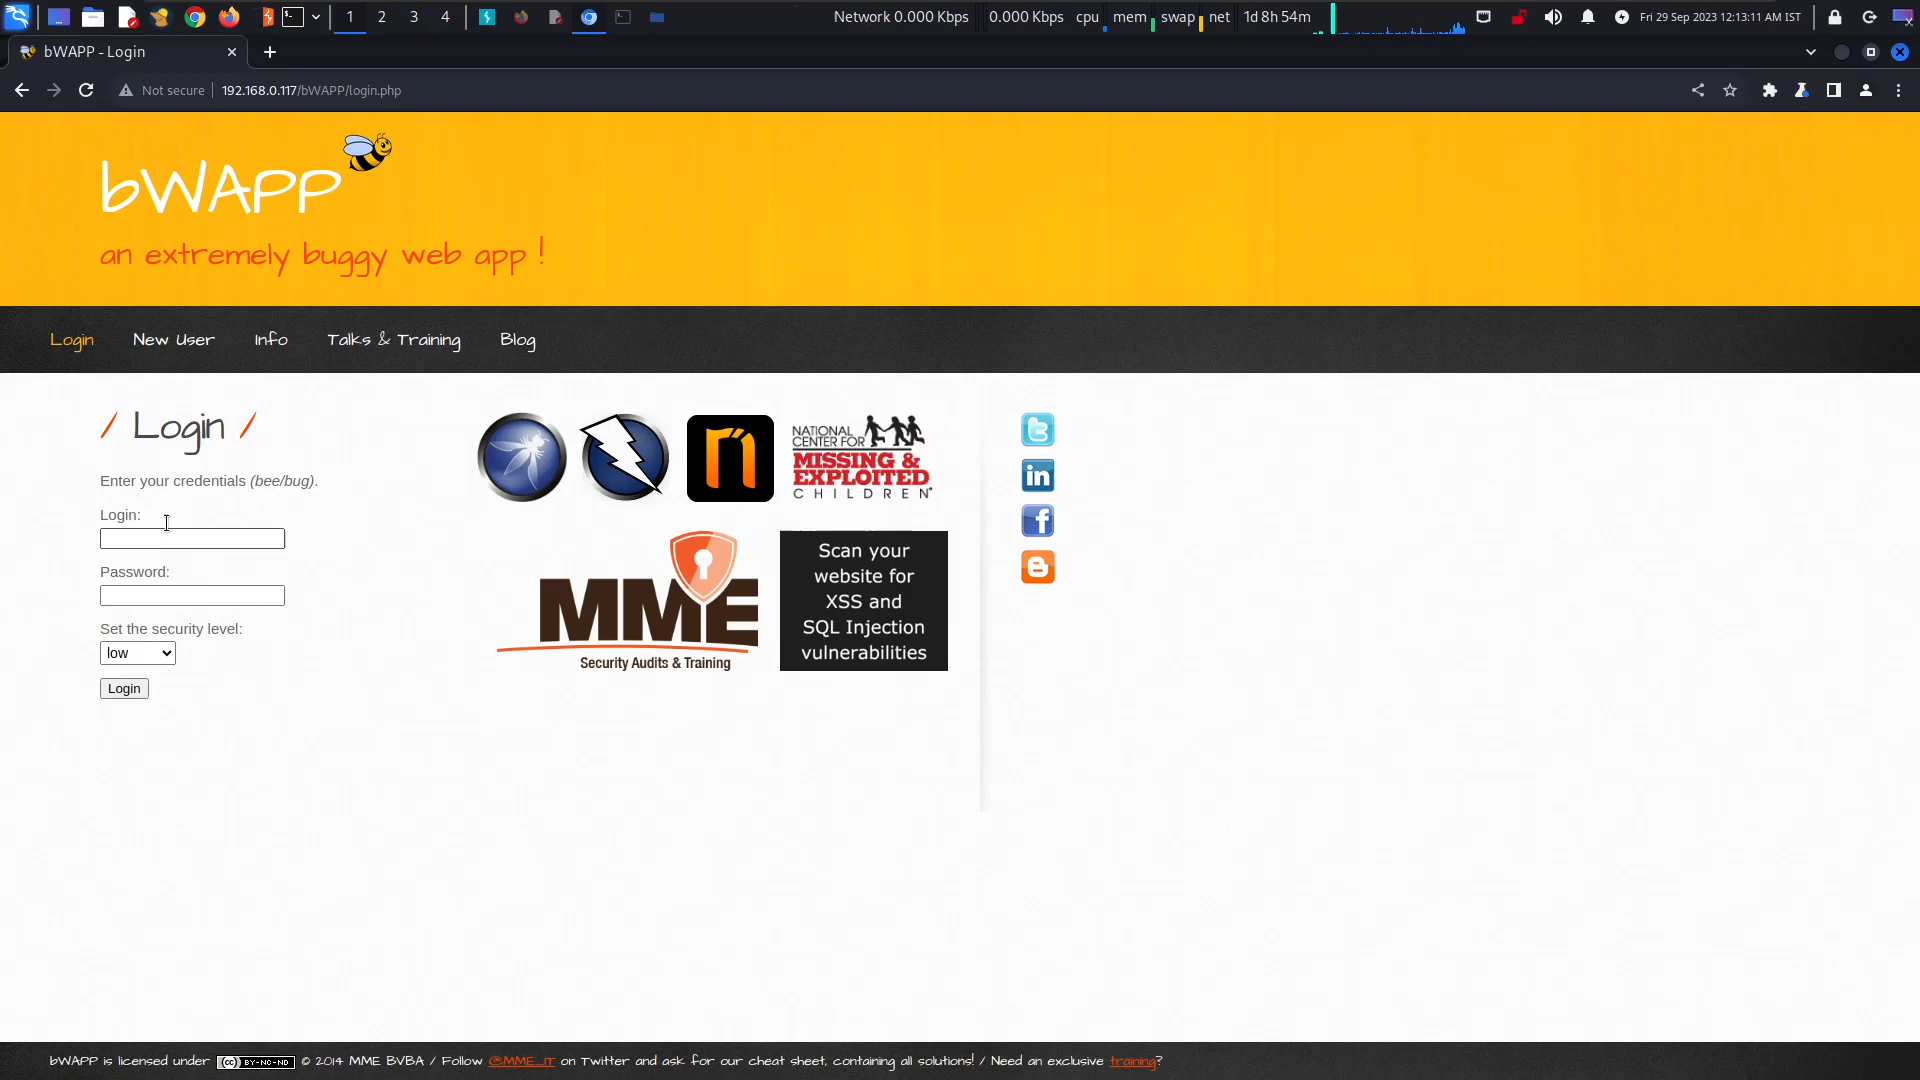 1 2 3 4 Network 0.000 Kbps 0.000 Kbps cpu mem swap net 1d 8h 54m Fri 29 Sep 2023 12:13:11 AM IST
bWAPP - Login
Not secure 192.168.0.117/bWAPP/login.php
bWAPP
an extremely buggy web app !
Login New User Info Talks & Training Blog
/ Login /
Enter your credentials (bee/bug).
Login:
Password:
Set the security level:
low
Login
NATIONAL
CENTER FOR
MISSING &
EXPLOITED
CHILDREN®
MME
Security Audits & Training
Scan your
website for
XSS and
SQL Injection
vulnerabilities
bWAPP is licensed under cc BY-NC-ND © 2014 MME BVBA / Follow @MME_IT on Twitter and ask for our cheat sheet, containing all solutions! / Need an exclusive training?